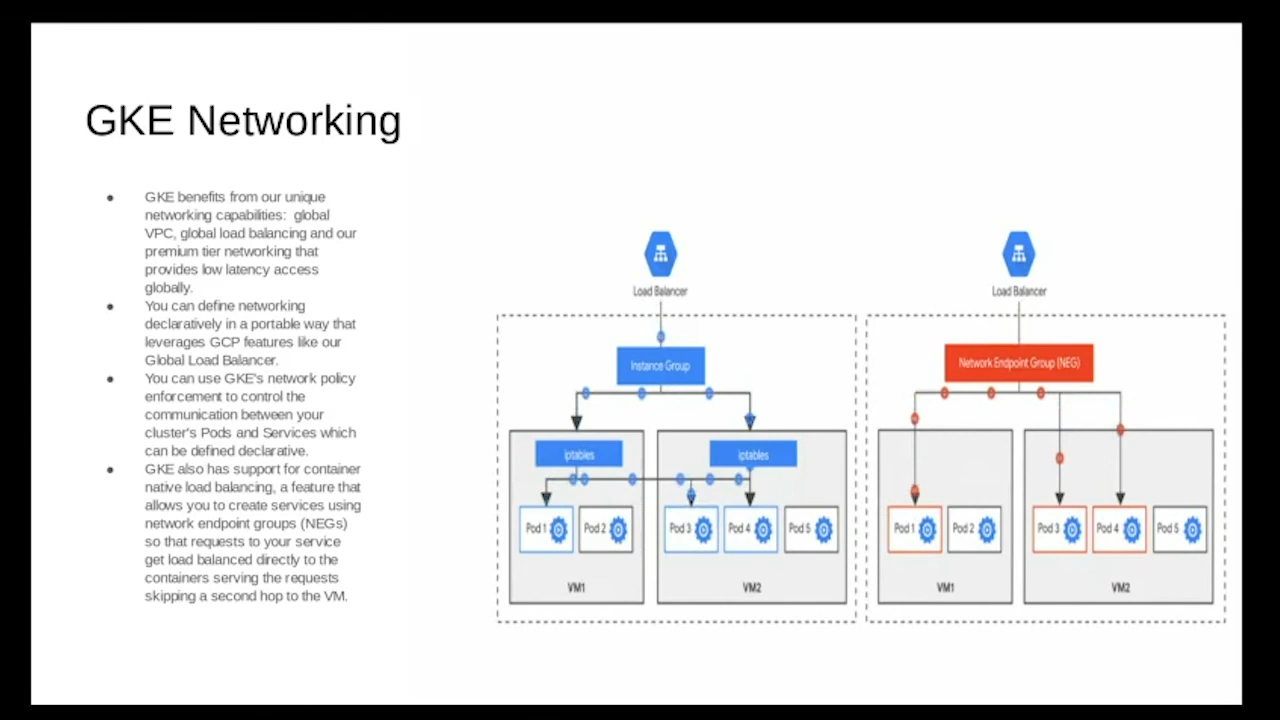 GKE Networking
● GKE benefits from our unique
networking capabilities:  global
VPC, global load balancing and our
premium tier networking that
provides low latency access
globally.
● You can define networking
declaratively in a portable way that
leverages GCP features like our
Global Load Balancer.
● You can use GKE's network policy
enforcement to control the
communication between your
cluster's Pods and Services which
can be defined declarative.
● GKE also has support for container
native load balancing, a feature that
allows you to create services using
network endpoint groups (NEGs)
so that requests to your service
get load balanced directly to the
containers serving the requests
skipping a second hop to the VM.
Load Balancer
Instance Group
iptables
iptables
Pod 1
Pod 2
Pod 3
Pod 4
Pod 5
VM1
VM2
Load Balancer
Network Endpoint Group (NEG)
Pod 1
Pod 2
Pod 3
Pod 4
Pod 5
VM1
VM2